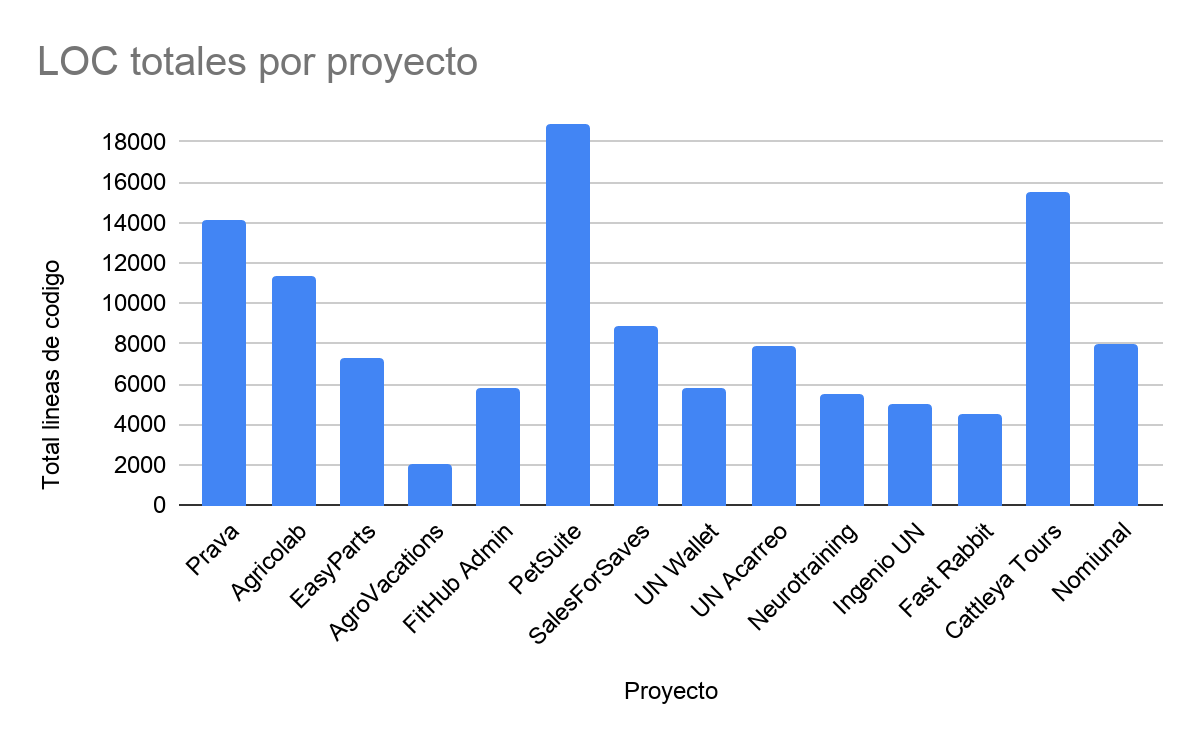 LOC totales por proyecto
Total lineas de codigo
18000
16000
14000
12000
10000
8000
6000
4000
2000
0
Prava
Agricolab
EasyParts
AgroVacations
FitHub Admin
PetSuite
SalesForSaves
UN Wallet
UN Acarreo
Neurotraining
Ingenio UN
Fast Rabbit
Cattleya Tours
Nomiunal
Proyecto